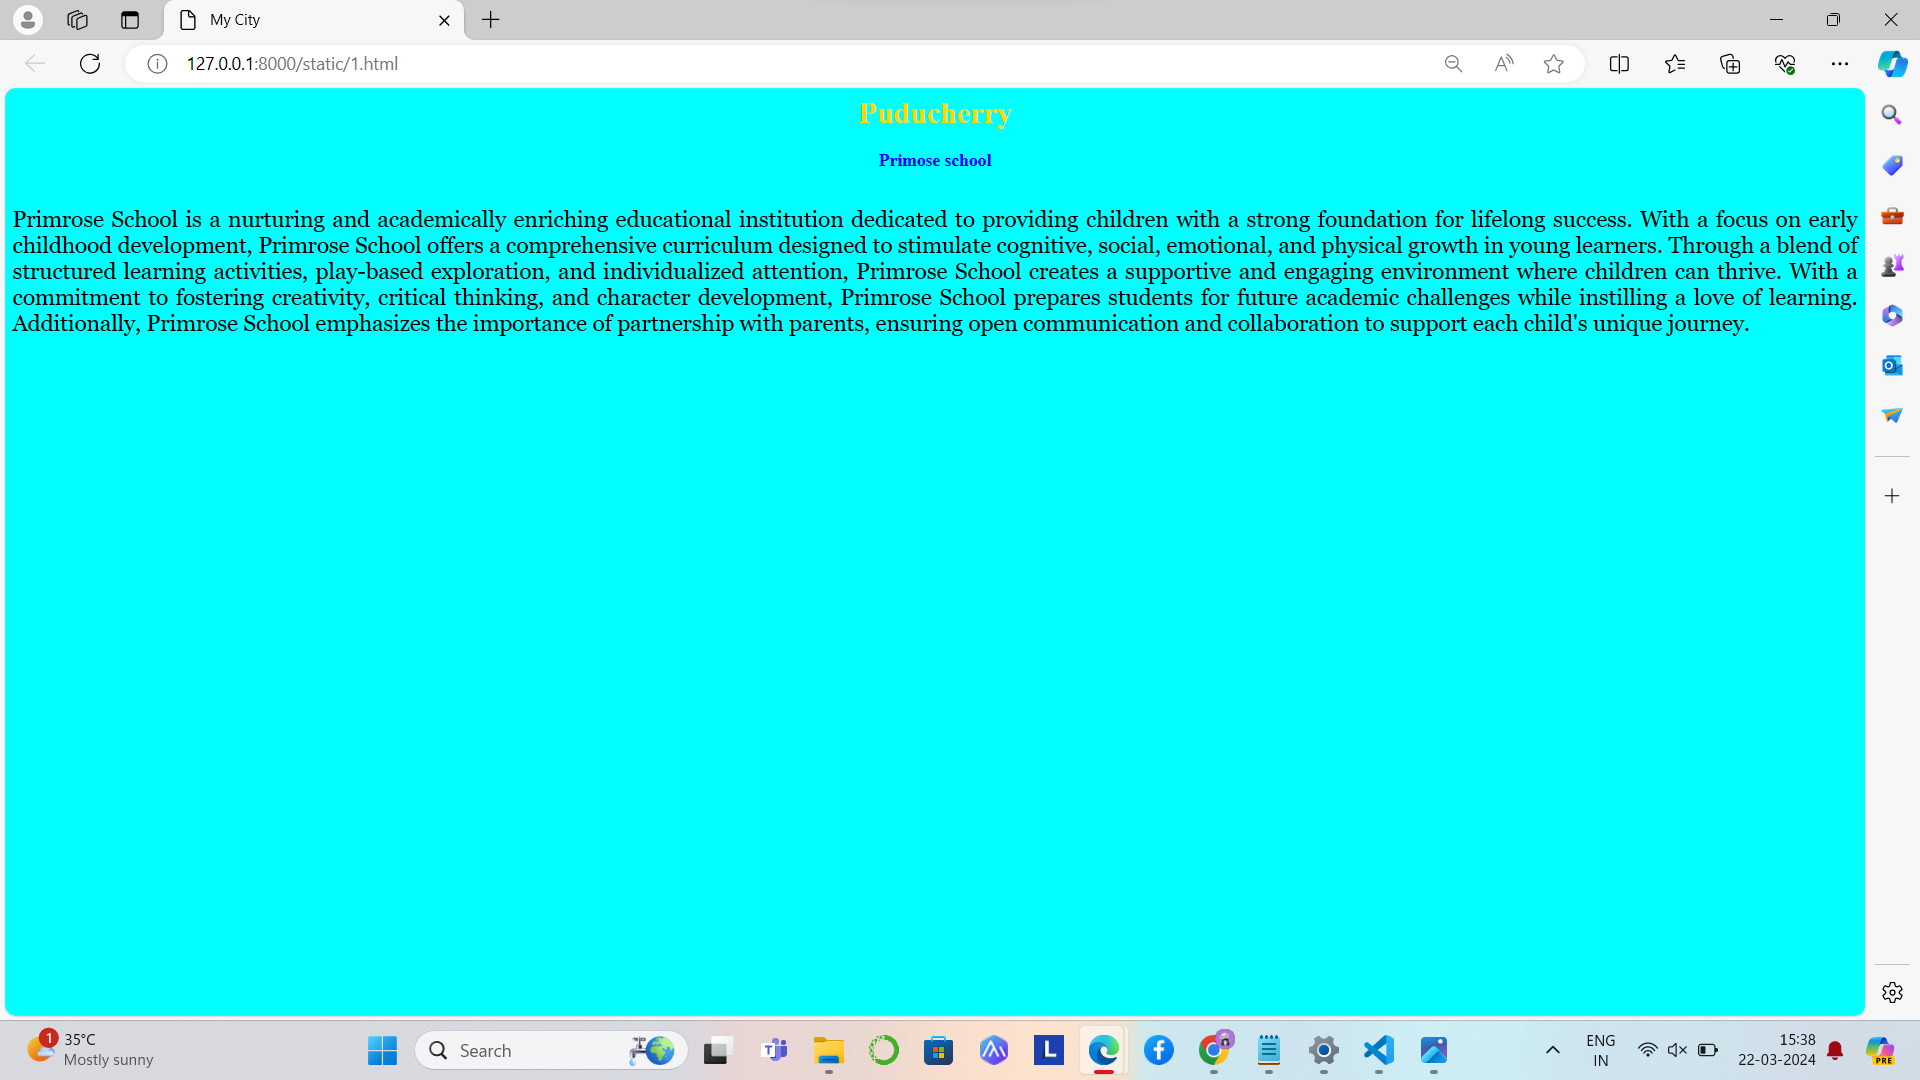 My City
127.0.0.1:8000/static/1.html
Puducherry
Primose school
Primrose School is a nurturing and academically enriching educational institution dedicated to providing children with a strong foundation for lifelong success. With a focus on early
childhood development, Primrose School offers a comprehensive curriculum designed to stimulate cognitive, social, emotional, and physical growth in young learners. Through a blend of
structured learning activities, play-based exploration, and individualized attention, Primrose School creates a supportive and engaging environment where children can thrive. With a
commitment to fostering creativity, critical thinking, and character development, Primrose School prepares students for future academic challenges while instilling a love of learning.
Additionally, Primrose School emphasizes the importance of partnership with parents, ensuring open communication and collaboration to support each child's unique journey.
1
35°C
Mostly sunny
Search
L
ENG
IN
15:38
22-03-2024
PRE